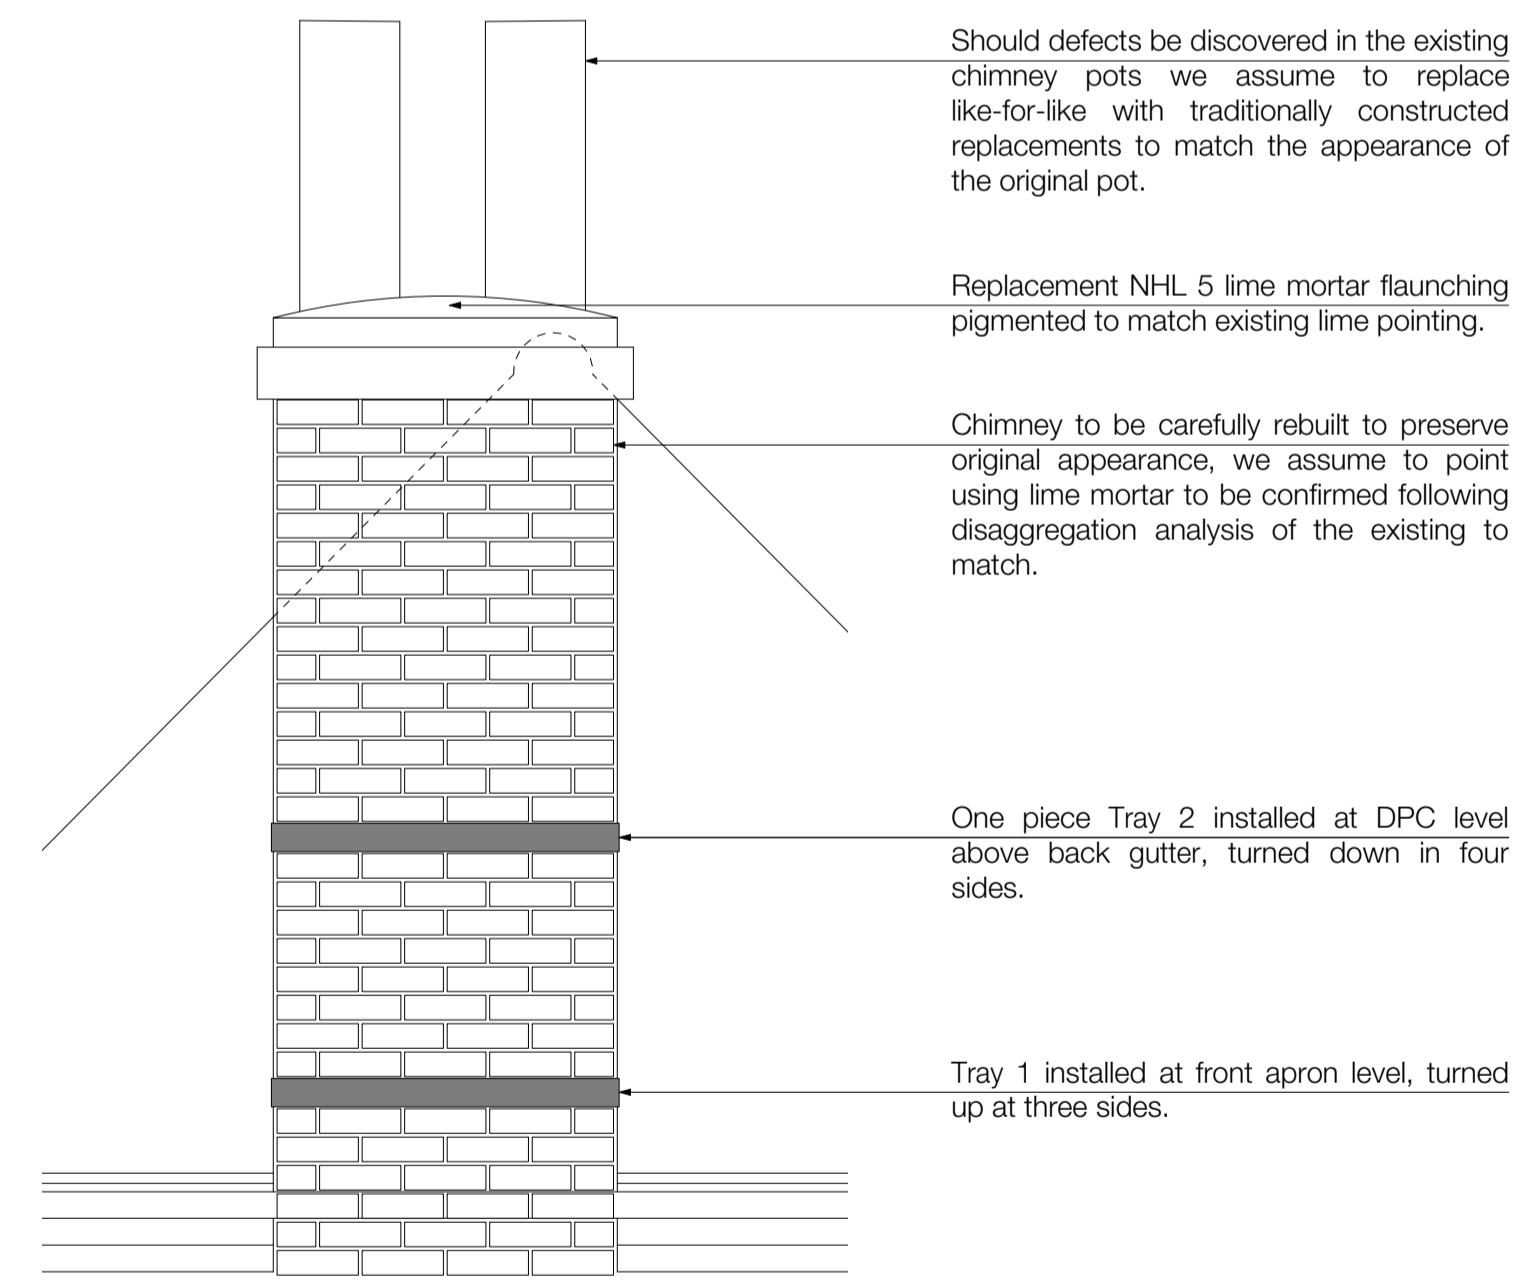 Should defects be discovered in the existing
chimney pots we assume to replace
like-for-like with traditionally constructed
replacements to match the appearance of
the original pot.
Replacement NHL 5 lime mortar flaunching
pigmented to match existing lime pointing.
Chimney to be carefully rebuilt to preserve
original appearance, we assume to point
using lime mortar to be confirmed following
disaggregation analysis of the existing to
match.
One piece Tray 2 installed at DPC level
above back gutter, turned down in four
sides.
Tray 1 installed at front apron level, turned
up at three sides.